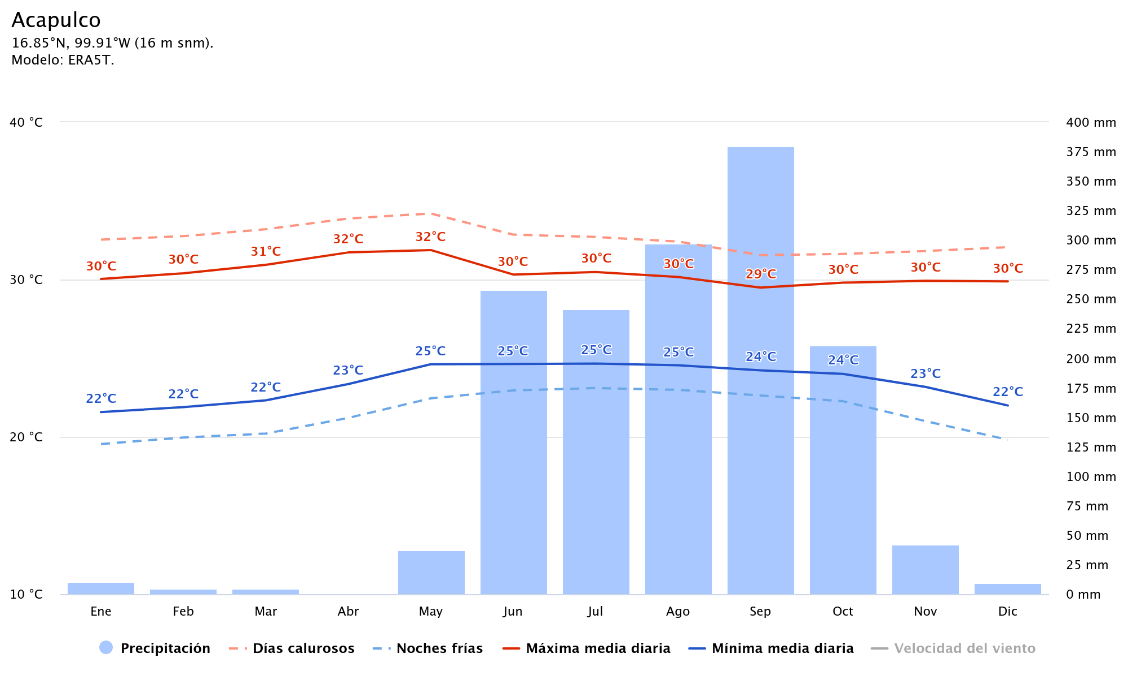 Acapulco
16.85°N, 99.91°W (16 m snm).
Modelo: ERA5T.
40 °C
30 °C
20 °C
10 °C
400 mm
375 mm
350 mm
325 mm
300 mm
275 mm
250 mm
225 mm
200 mm
175 mm
150 mm
125 mm
100 mm
75 mm
50 mm
25 mm
0 mm
30°C 30°C 31°C 32°C 32°C 30°C 30°C 30°C 29°C 30°C 30°C 30°C
22°C 22°C 22°C 23°C 25°C 25°C 25°C 25°C 24°C 24°C 23°C 22°C
Ene Feb Mar Abr May Jun Jul Ago Sep Oct Nov Dic
Precipitación Días calurosos Noches frías Máxima media diaria Mínima media diaria Velocidad del viento